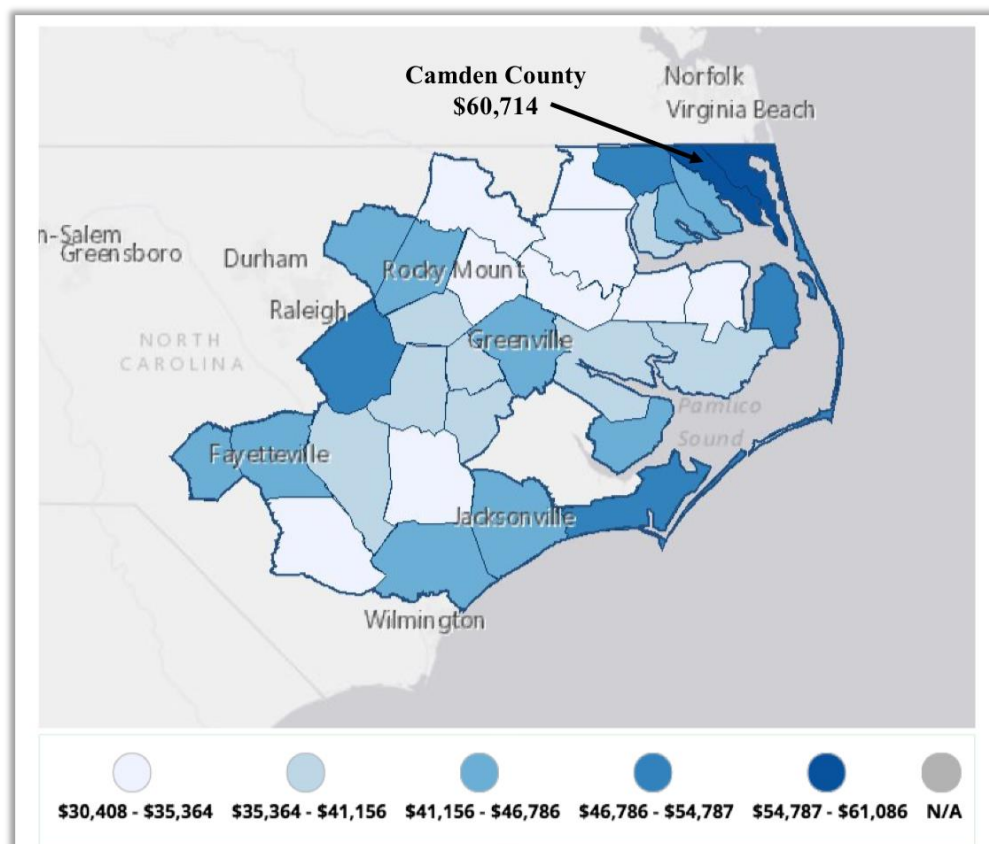 Camden County
$60,714
Norfolk
Virginia Beach
n-Salem
Greensboro
Durham
Rocky Mount
Raleigh
NORTH
CAROLINA
Greenville
Pamlico
Sound
Fayetteville
Jacksonville
Wilmington
$30,408 - $35,364
$35,364 - $41,156
$41,156 - $46,786
$46,786 - $54,787
$54,787 - $61,086
N/A